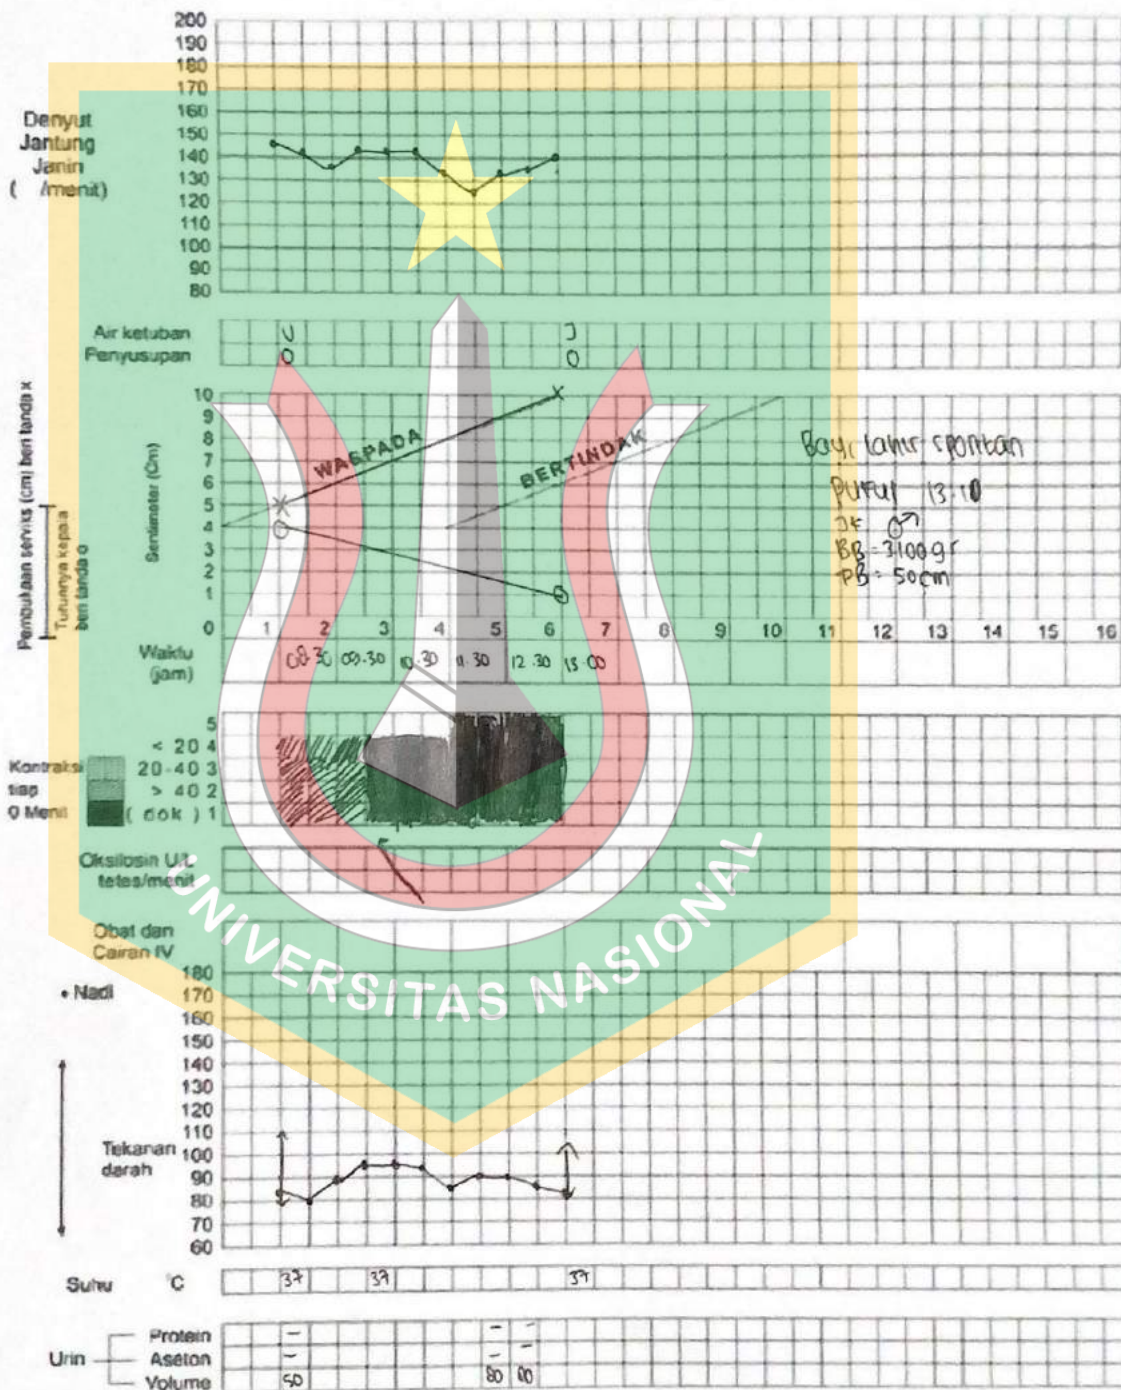 200
190
180
170
160
150
140
130
120
110
100
90
80
Denyut
Jantung
Janin
( /menit)
Air ketuban U J
Penyusupan O O
Pembukaan serviks (cm) beri tanda x
Turunnya kepala
beri tanda o
Sentimeter (Cm)
10
9
8
7
6
5
4
3
2
1
0 1 2 3 4 5 6 7 8 9 10 11 12 13 14 15 16
WASPADA
BERTINDAK
Bayi lahir spontan
Pukul 13.10
JK ♂
BB = 3100 gr
PB = 50 cm
Waktu
(jam)
08.30 09.30 10.30 11.30 12.30 13.00
Kontraksi
tiap
0 Menit
5
< 20 4
20-40 3
> 40 2
( dok ) 1
Oksitosin U/L
tetes/menit
Obat dan
Cairan IV
UNIVERSITAS NASIONAL
• Nadi
Tekanan
darah
180
170
160
150
140
130
120
110
100
90
80
70
60
Suhu °C 37 37 37
Urin
Protein - - -
Aseton - - -
Volume 50 80